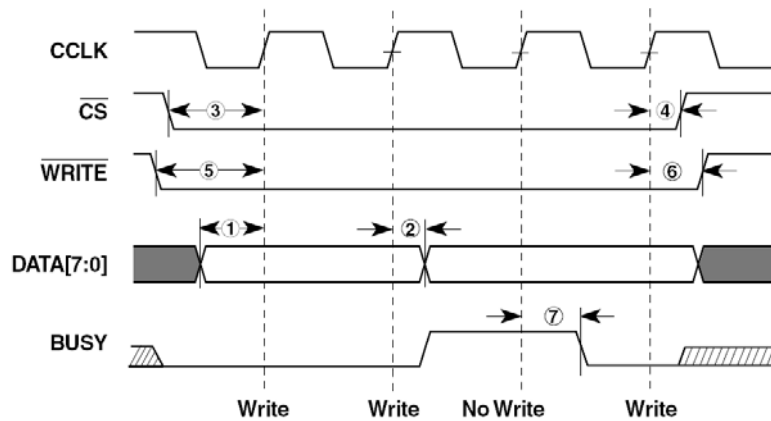 CCLK
CS
③ ④
WRITE
⑤ ⑥
① ②
DATA[7:0]
BUSY
⑦
Write Write No Write Write